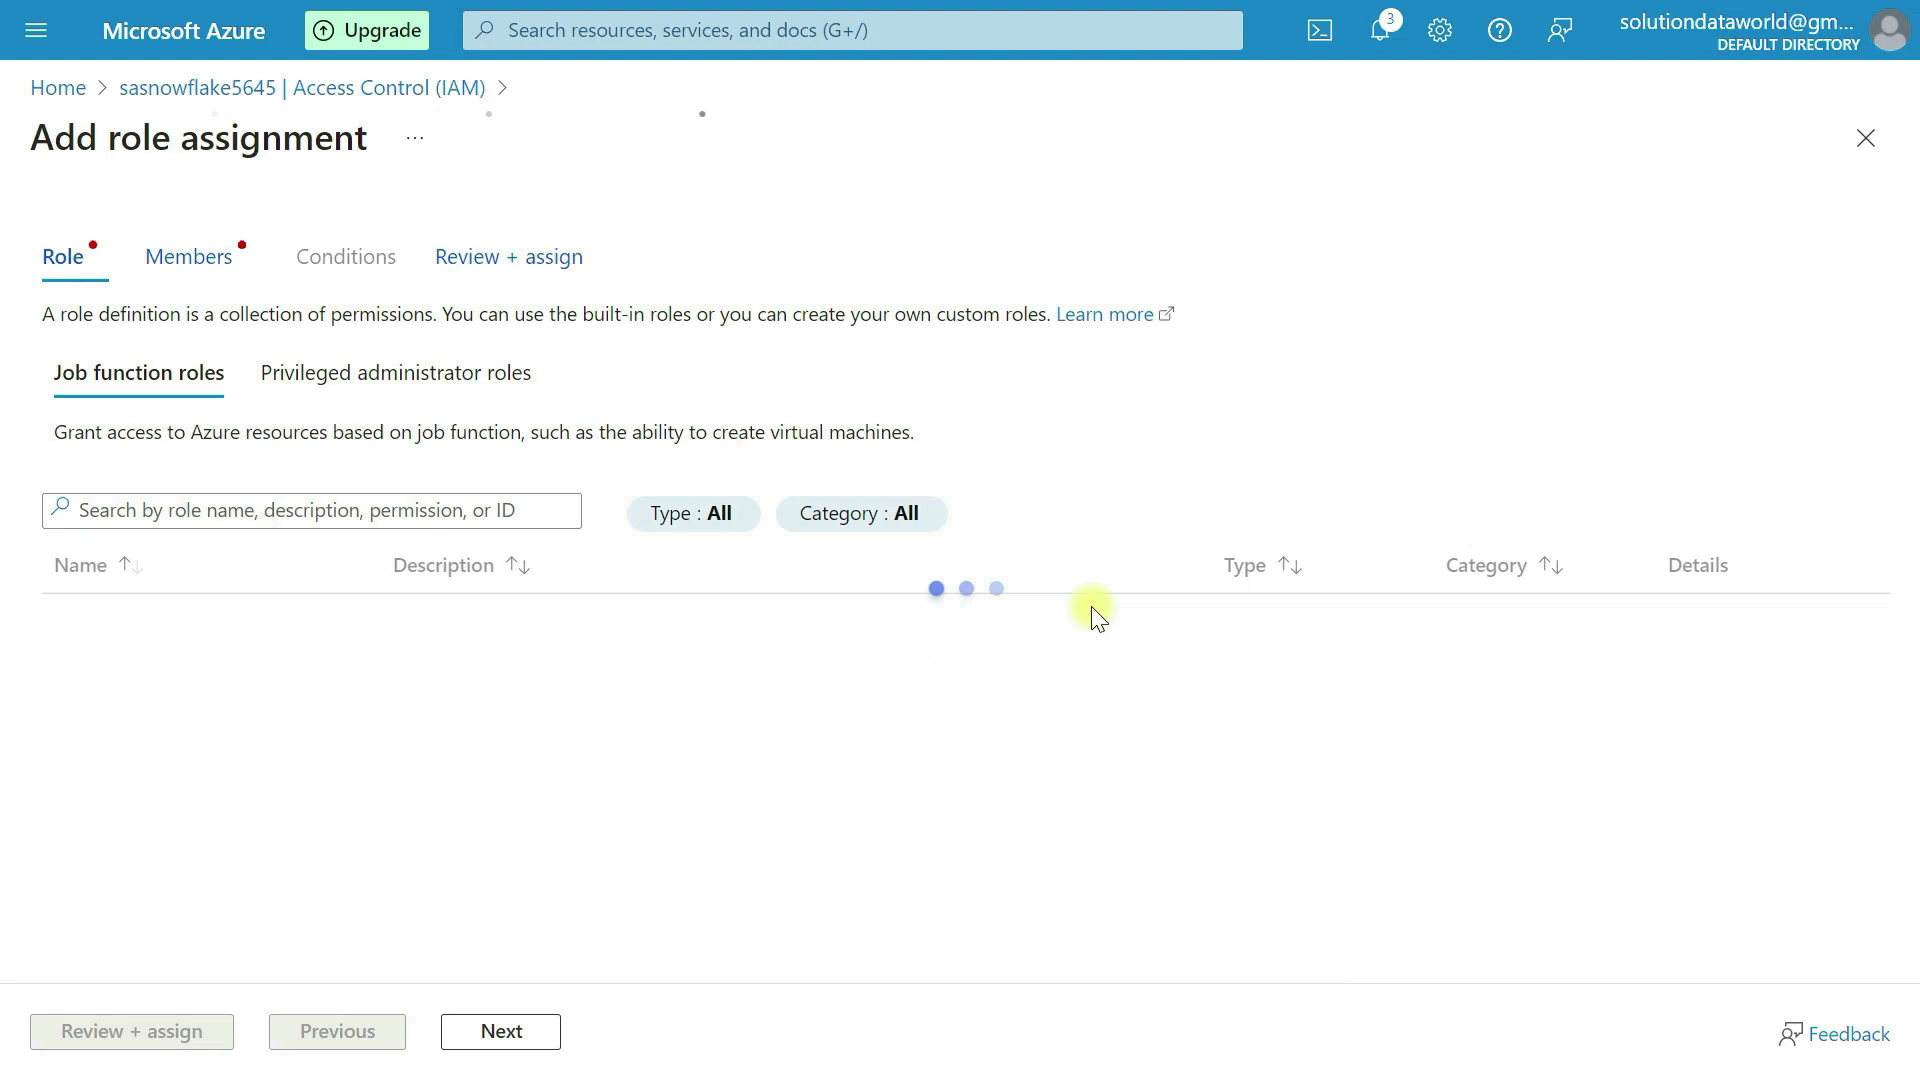 Microsoft Azure
Upgrade
Search resources, services, and docs (G+/)
3
solutiondataworld@gm...
DEFAULT DIRECTORY
Home > sasnowflake5645 | Access Control (IAM) >
Add role assignment ...
Role
Members
Conditions
Review + assign
A role definition is a collection of permissions. You can use the built-in roles or you can create your own custom roles. Learn more
Job function roles
Privileged administrator roles
Grant access to Azure resources based on job function, such as the ability to create virtual machines.
Search by role name, description, permission, or ID
Type : All
Category : All
Name ↑↓
Description ↑↓
Type ↑↓
Category ↑↓
Details
Review + assign
Previous
Next
Feedback